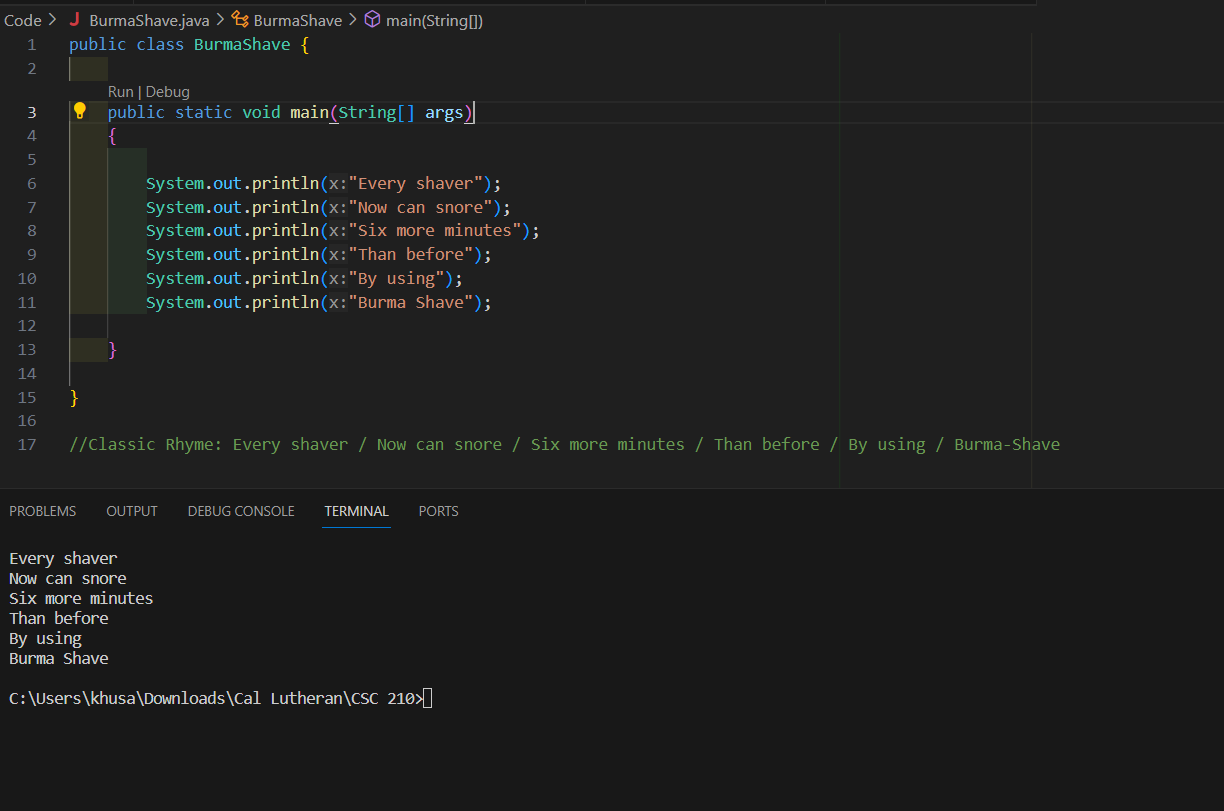 Code > J BurmaShave.java > BurmaShave > main(String[])
1 public class BurmaShave {
2
Run | Debug
3 public static void main(String[] args)
4 {
5
6 System.out.println(x:"Every shaver");
7 System.out.println(x:"Now can snore");
8 System.out.println(x:"Six more minutes");
9 System.out.println(x:"Than before");
10 System.out.println(x:"By using");
11 System.out.println(x:"Burma Shave");
12
13 }
14
15 }
16
17 //Classic Rhyme: Every shaver / Now can snore / Six more minutes / Than before / By using / Burma-Shave
PROBLEMS OUTPUT DEBUG CONSOLE TERMINAL PORTS
Every shaver
Now can snore
Six more minutes
Than before
By using
Burma Shave
C:\Users\khusa\Downloads\Cal Lutheran\CSC 210>